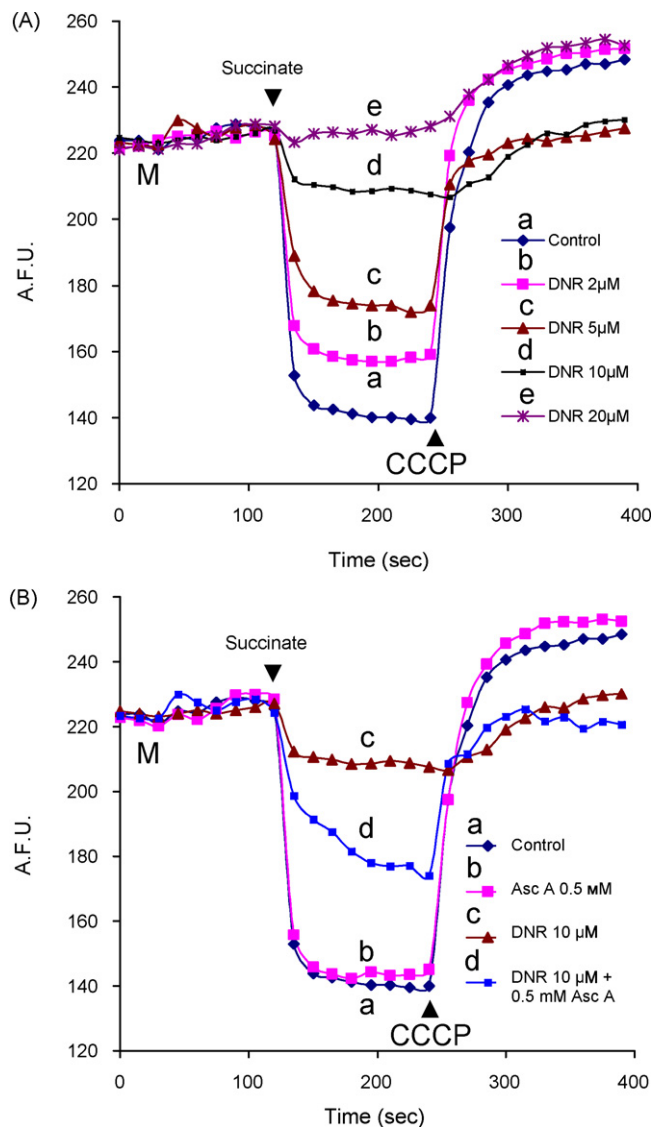 (A)
260
240
220
200
180
160
140
120
A.F.U.
Succinate
M
e
d
c
b
a
CCCP
a
Control
b
DNR 2µM
c
DNR 5µM
d
DNR 10µM
e
DNR 20µM
0 100 200 300 400
Time (sec)
(B)
260
240
220
200
180
160
140
120
A.F.U.
Succinate
M
c
d
b
a
CCCP
a
Control
b
Asc A 0.5 mM
c
DNR 10 µM
d
DNR 10 µM +
0.5 mM Asc A
0 100 200 300 400
Time (sec)